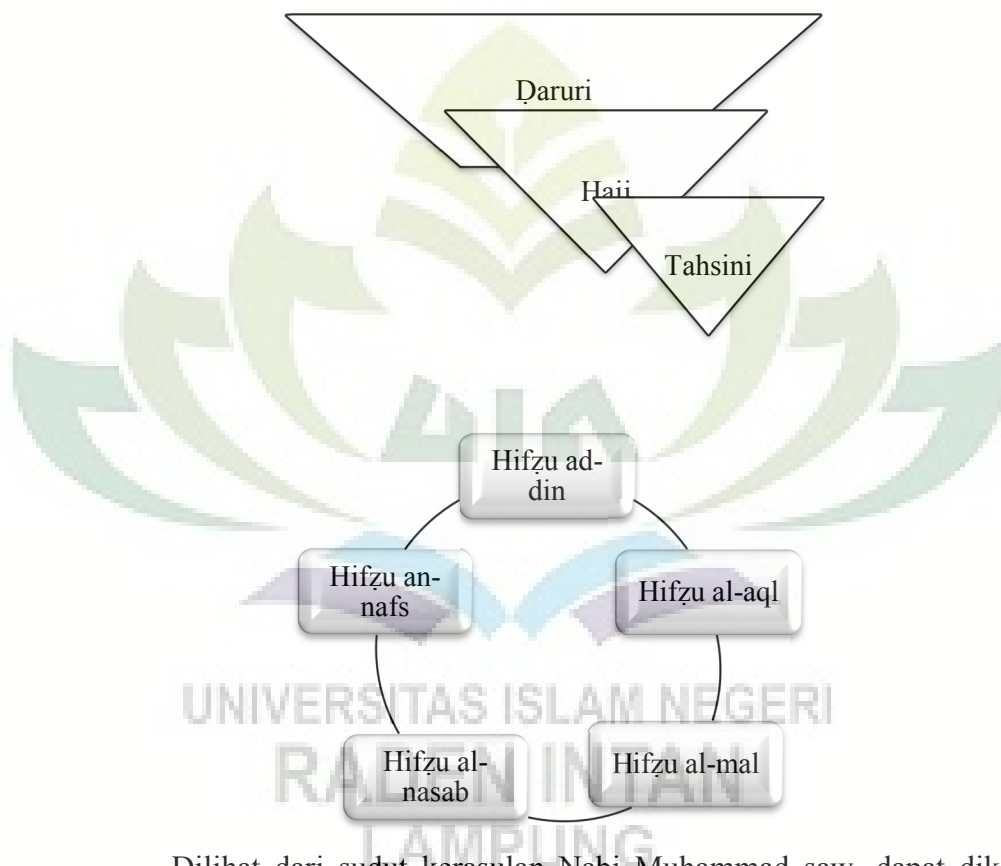 Ḍaruri
Haji
Tahsini
Hifẓu ad-
din
Hifẓu an-
nafs
Hifẓu al-aql
Hifẓu al-
nasab
Hifẓu al-mal
UIN
UNIVERSITAS ISLAM NEGERI
RADEN INTAN
LAMPUNG
Dilihat dari sudut kerasulan Nabi Muhammad saw, dapat dik